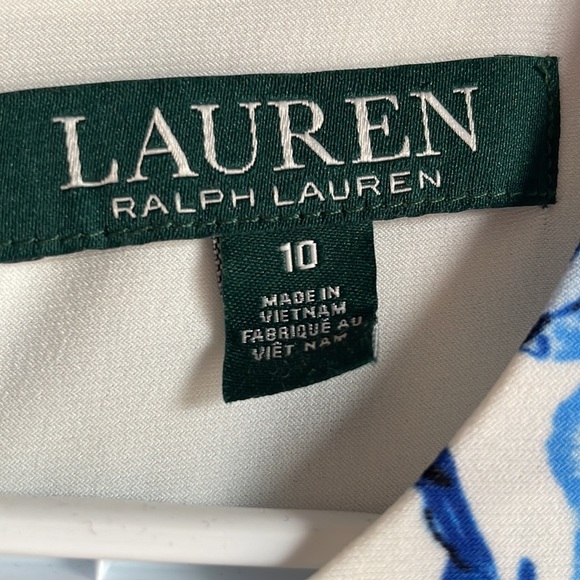 LAUREN
RALPH LAUREN
10
MADE IN
VIETNAM
FABRIQUÉ AU
VIÊT NAM